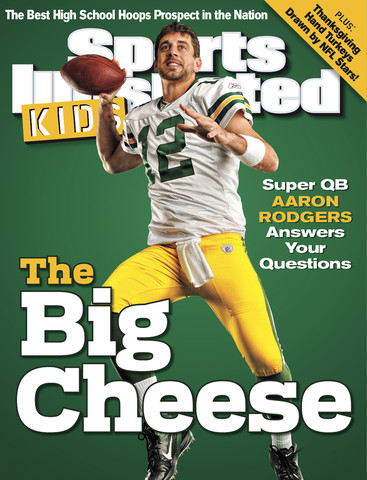 The Best High School Hoops Prospect in the Nation
PLUS:
Thanksgiving
Hand Turkeys
Drawn by NFL Stars!
Sports
Illustrated
KIDS
12
Super QB
AARON
RODGERS
Answers
Your
Questions
The
Big
Cheese